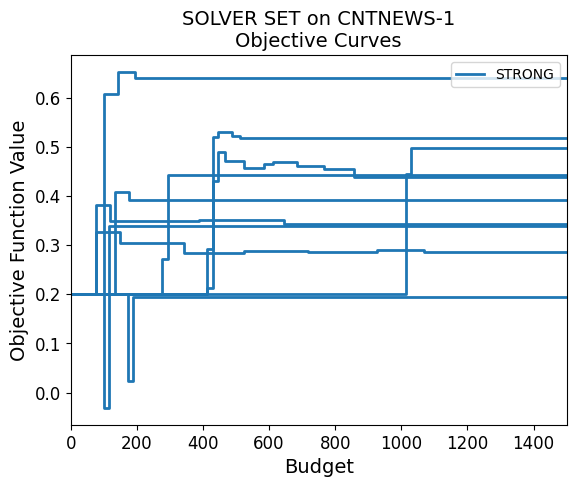 SOLVER SET on CNTNEWS-1
Objective Curves
STRONG
Objective Function Value
0.6
0.5
0.4
0.3
0.2
0.1
0.0
0 200 400 600 800 1000 1200 1400
Budget